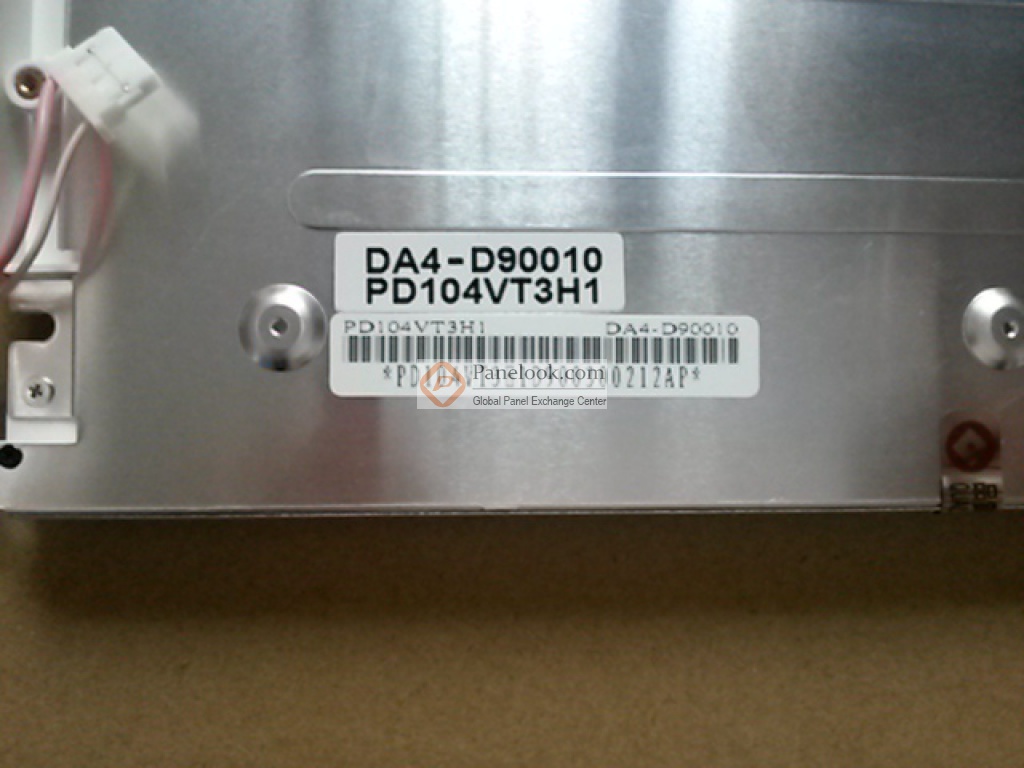 DA4-D90010
PD104VT3H1
PD104VT3H1 DA4-D90010
Panelook.com
Global Panel Exchange Center